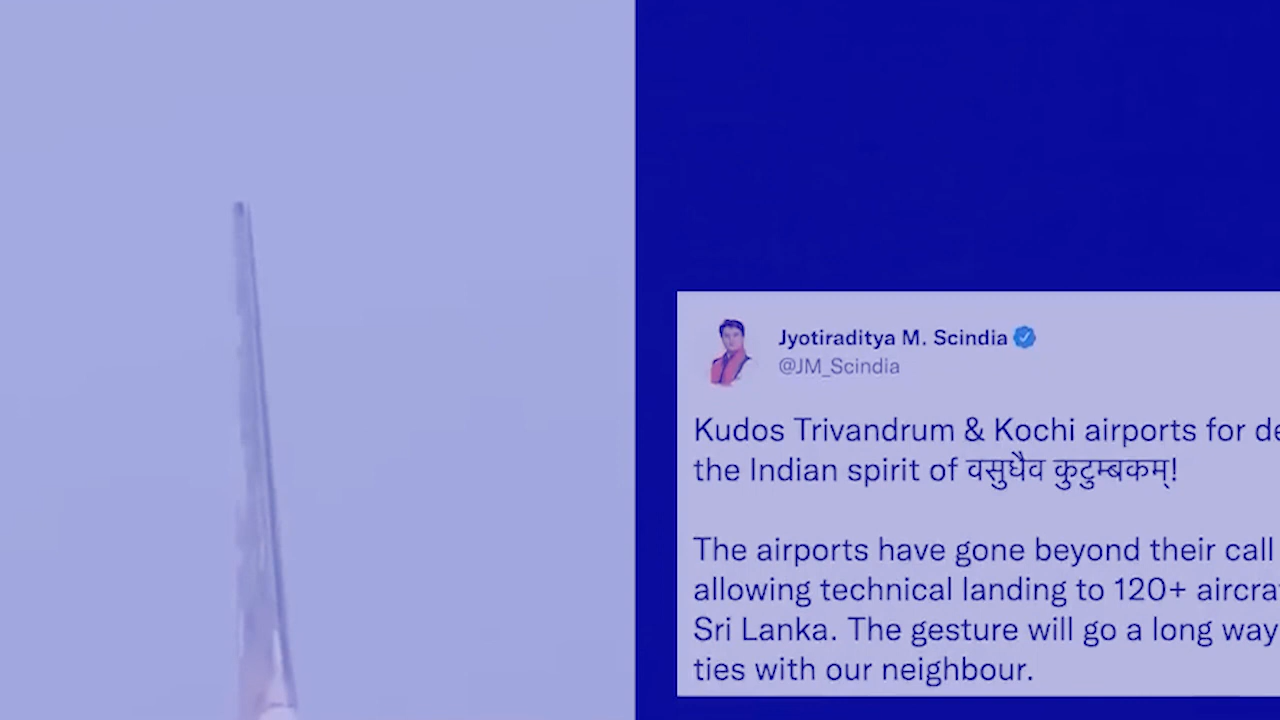 Jyotiraditya M. Scindia
@JM_Scindia
Kudos Trivandrum & Kochi airports for de
the Indian spirit of वसुधैव कुटुम्बकम्!
The airports have gone beyond their call
allowing technical landing to 120+ aircra
Sri Lanka. The gesture will go a long way
ties with our neighbour.